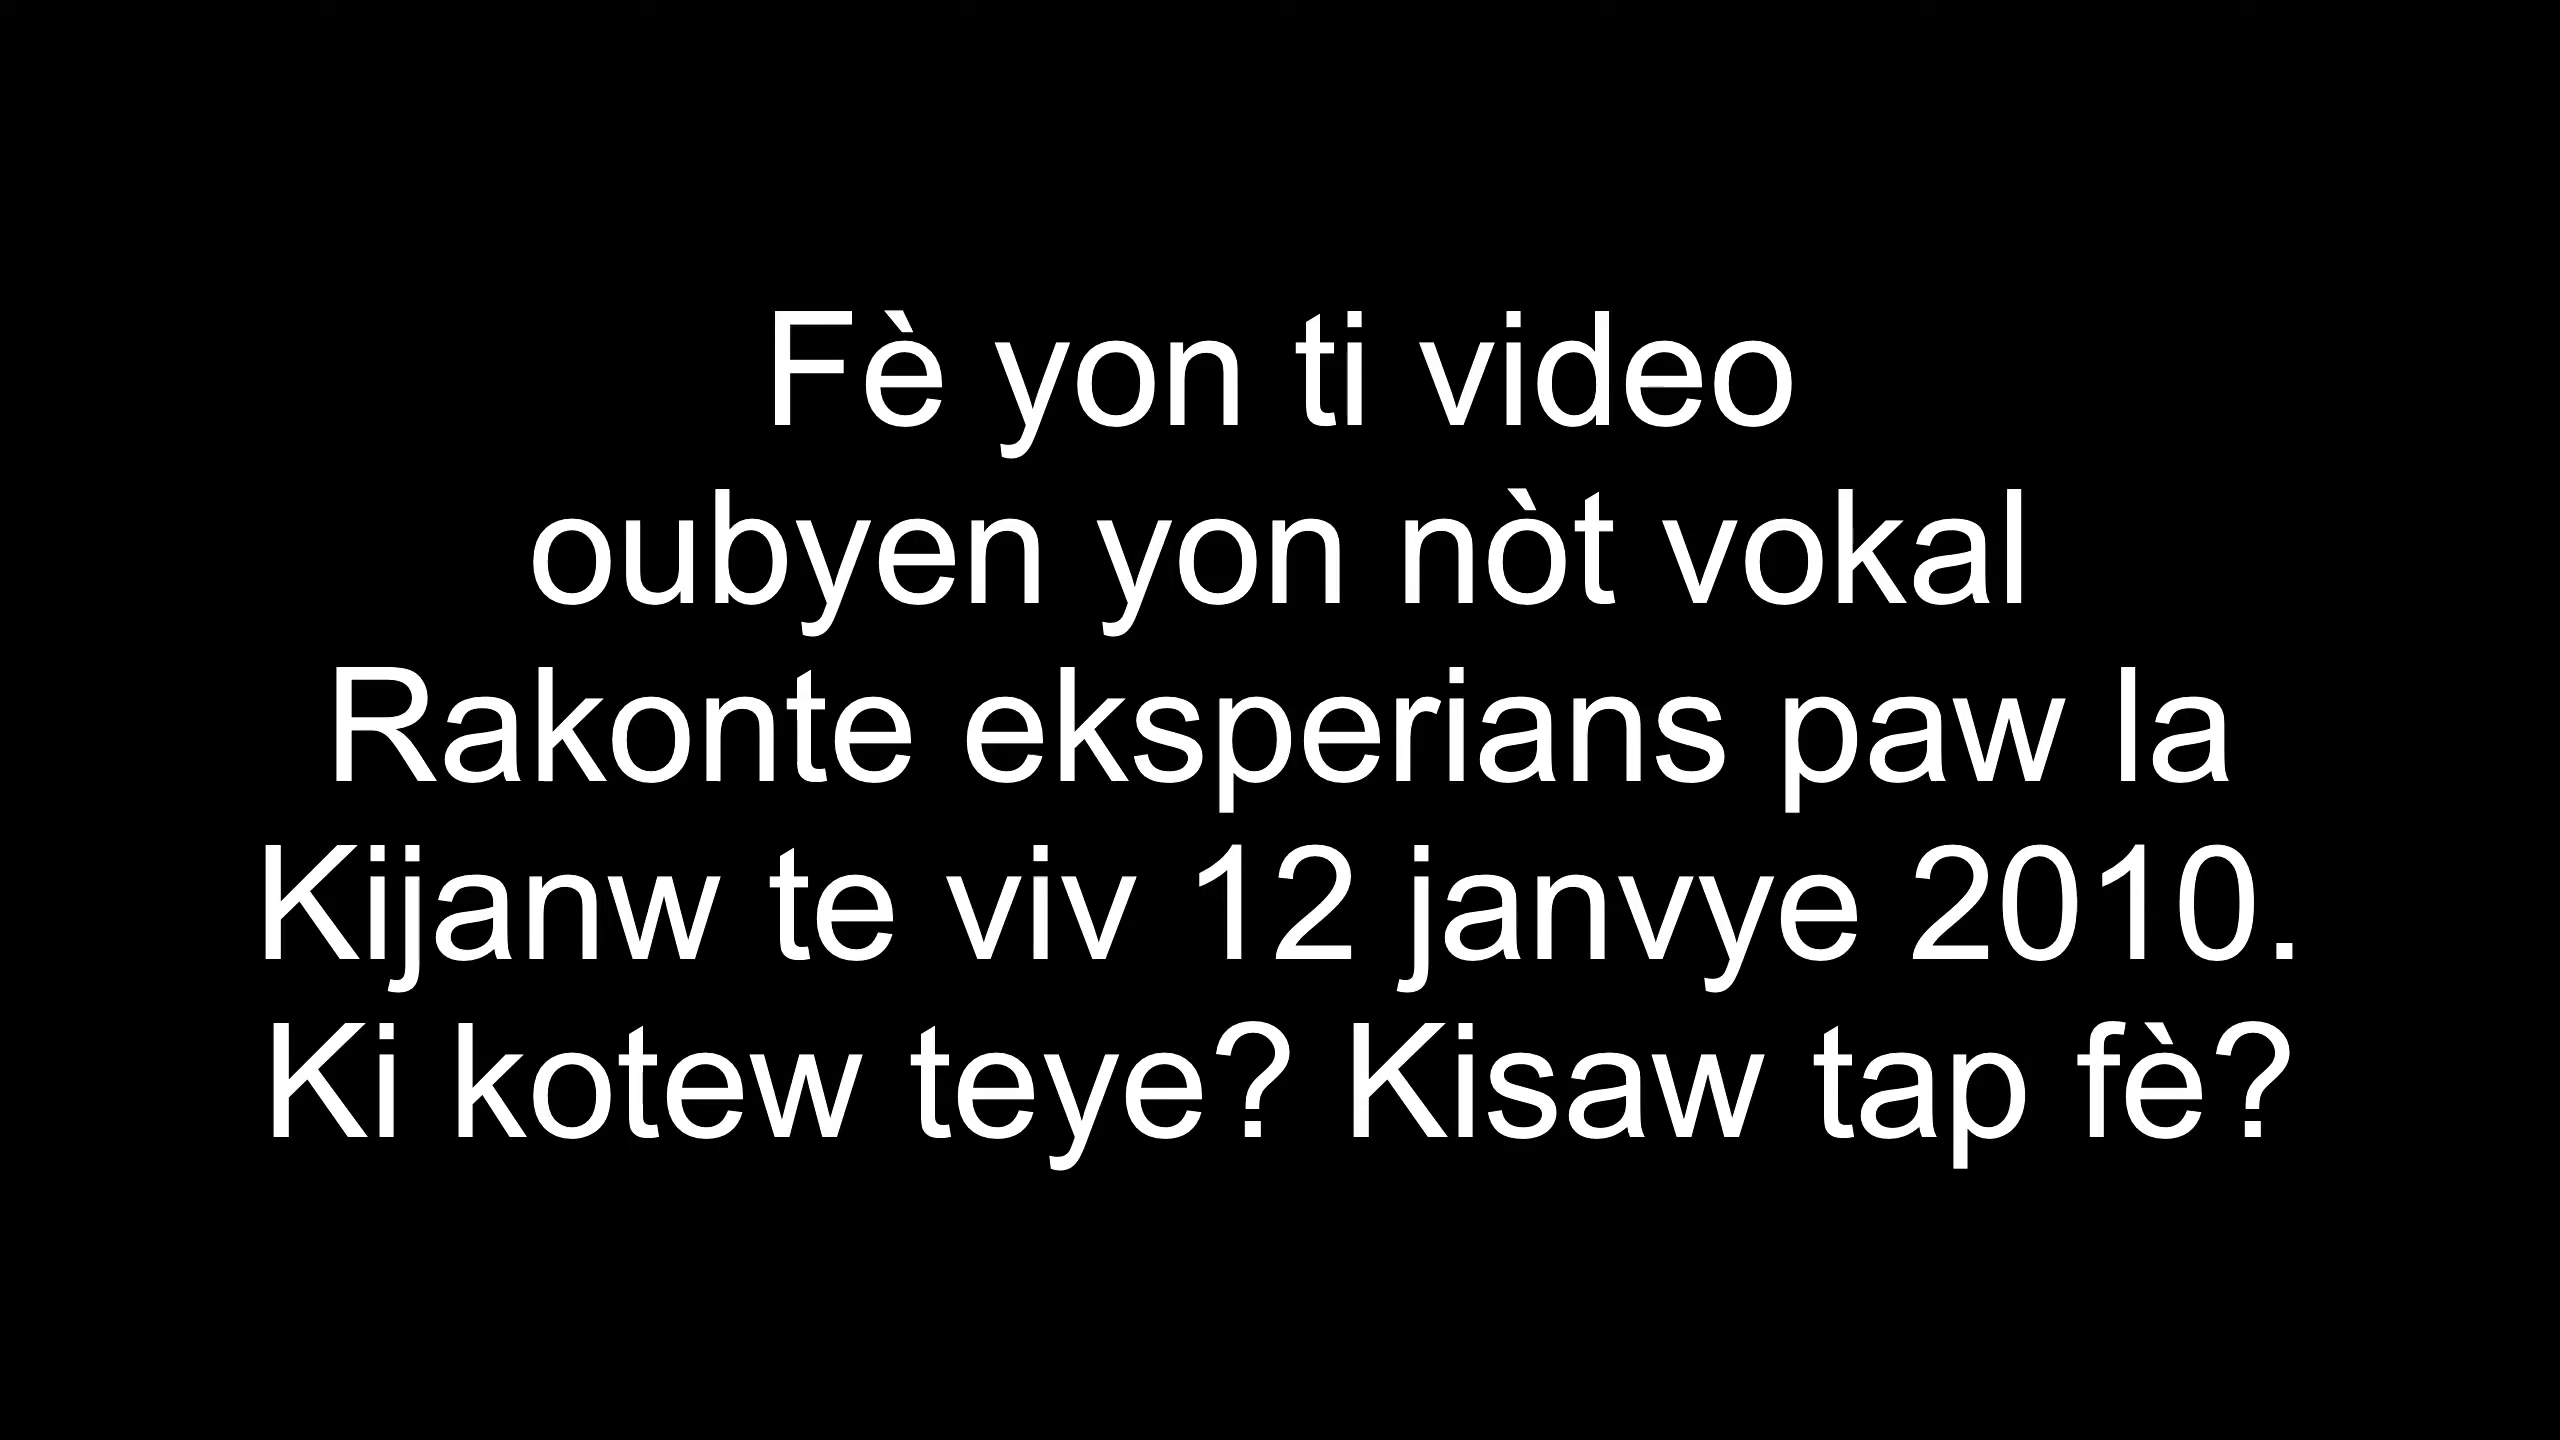 Fè yon ti video
oubyen yon nòt vokal
Rakonte eksperians paw la
Kijanw te viv 12 janvye 2010.
Ki kotew teye? Kisaw tap fè?